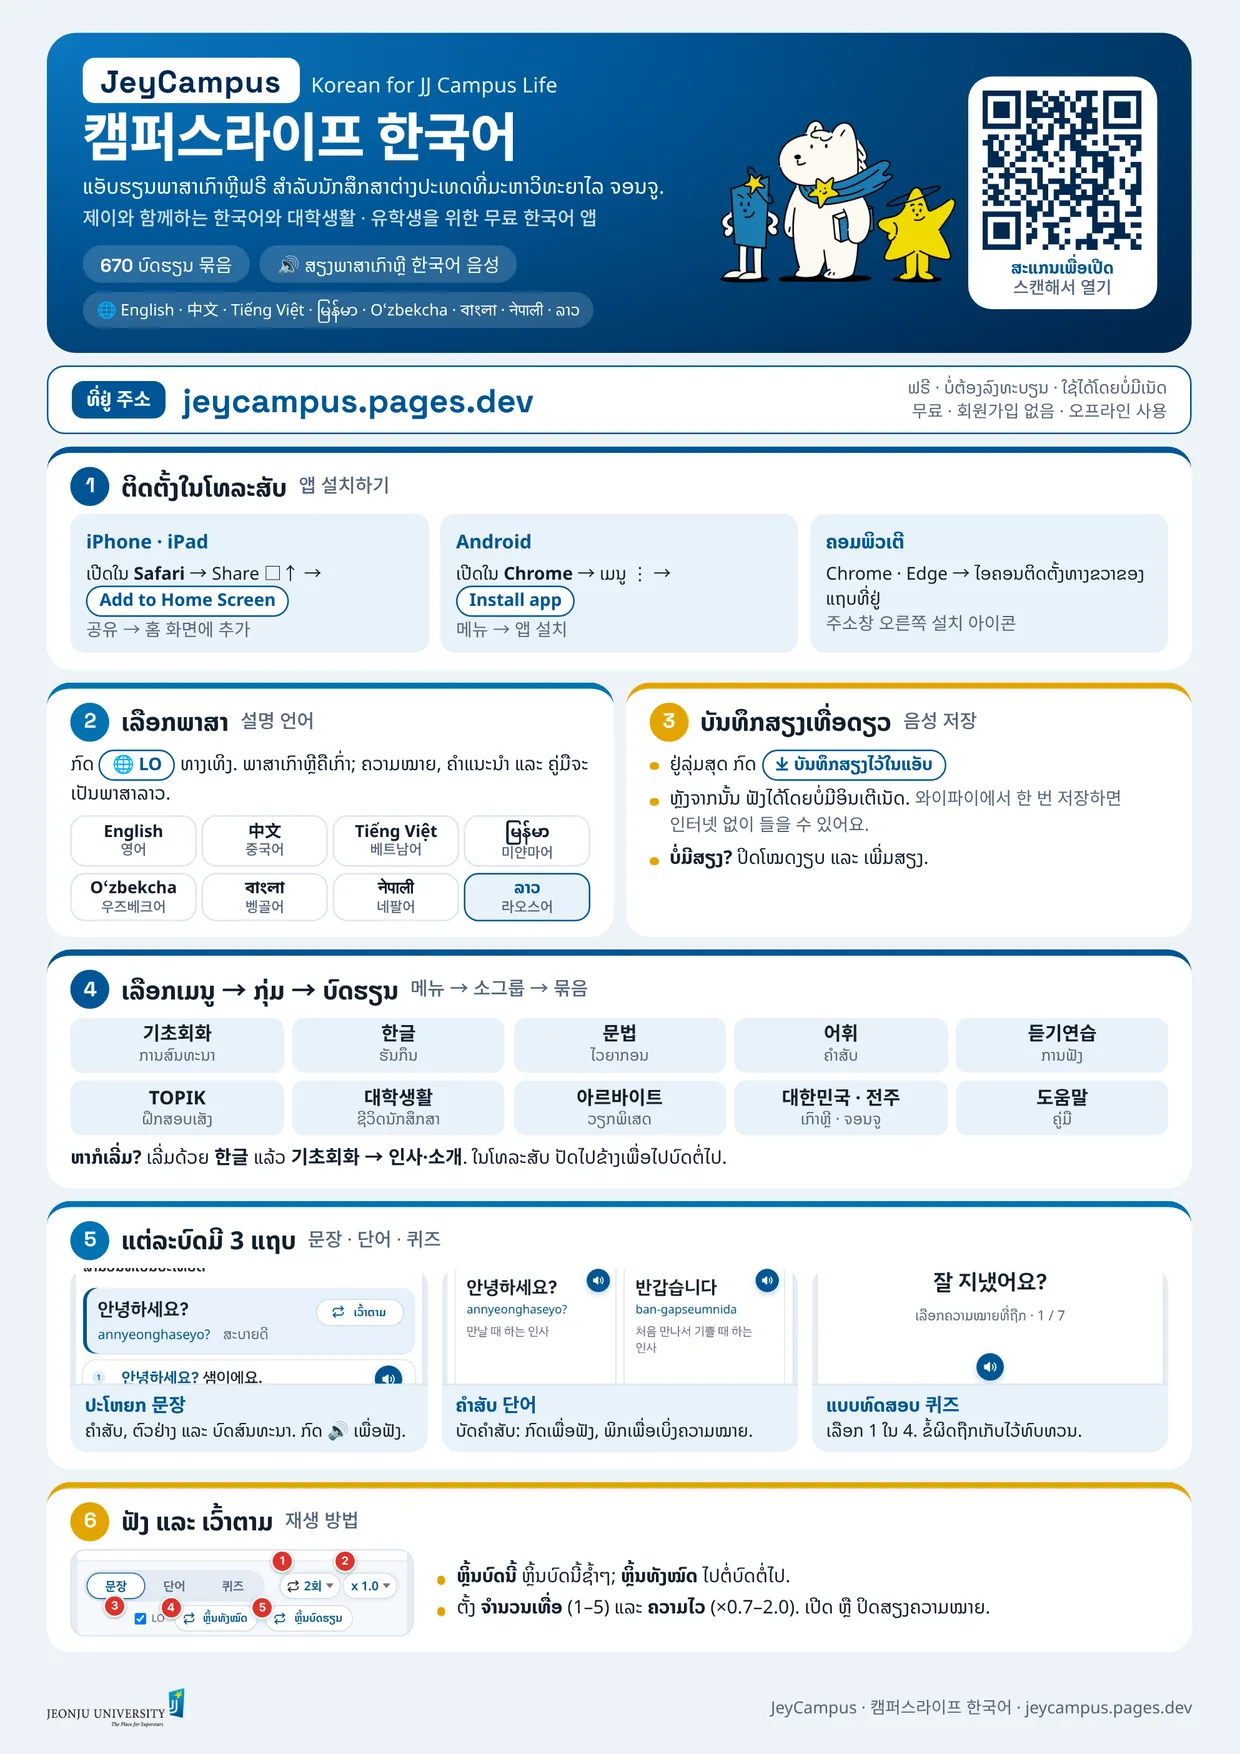 JeyCampus Korean for JJ Campus Life
캠퍼스라이프 한국어
ແອັບຮຽນພາສາເກົາຫຼີຟຣີ ສຳລັບນັກສຶກສາຕ່າງປະເທດທີ່ມະຫາວິທະຍາໄລ ຈອນຈູ.
제이와 함께하는 한국어와 대학생활 · 유학생을 위한 무료 한국어 앱
670 ບົດຮຽນ 묶음
🔊 ສຽງພາສາເກົາຫຼີ 한국어 음성
🌐 English · 中文 · Tiếng Việt · မြန်မာ · Oʻzbekcha · বাংলা · नेपाली · ລາວ
ສະແກນເພື່ອເປີດ
스캔해서 열기
ທີ່ຢູ່ 주소 jeycampus.pages.dev
ຟຣີ · ບໍ່ຕ້ອງລົງທະບຽນ · ໃຊ້ໄດ້ໂດຍບໍ່ມີເນັດ
무료 · 회원가입 없음 · 오프라인 사용
1 ຕິດຕັ້ງໃນໂທລະສັບ 앱 설치하기
iPhone · iPad
ເປີດໃນ Safari → Share □↑ →
Add to Home Screen
공유 → 홈 화면에 추가
Android
ເປີດໃນ Chrome → ເມນູ ⋮ →
Install app
메뉴 → 앱 설치
ຄອມພິວເຕີ
Chrome · Edge → ໄອຄອນຕິດຕັ້ງທາງຂວາຂອງ
ແຖບທີ່ຢູ່
주소창 오른쪽 설치 아이콘
2 ເລືອກພາສາ 설명 언어
ກົດ 🌐 LO ທາງເທິງ. ພາສາເກົາຫຼີຄືເກົ່າ; ຄວາມໝາຍ, ຄຳແນະນຳ ແລະ ຄູ່ມືຈະ
ເປັນພາສາລາວ.
English
영어
中文
중국어
Tiếng Việt
베트남어
မြန်မာ
미얀마어
Oʻzbekcha
우즈베크어
বাংলা
벵골어
नेपाली
네팔어
ລາວ
라오스어
3 ບັນທຶກສຽງເທື່ອດຽວ 음성 저장
ຢູ່ລຸ່ມສຸດ ກົດ ບັນທຶກສຽງໄວ້ໃນແອັບ
ຫຼັງຈາກນັ້ນ ຟັງໄດ້ໂດຍບໍ່ມີອິນເຕີເນັດ. 와이파이에서 한 번 저장하면
인터넷 없이 들을 수 있어요.
ບໍ່ມີສຽງ? ປິດໂໝດງຽບ ແລະ ເພີ່ມສຽງ.
4 ເລືອກເມນູ → ກຸ່ມ → ບົດຮຽນ 메뉴 → 소그룹 → 묶음
기초회화
ການສົນທະນາ
한글
ຮັນກຶນ
문법
ໄວຍາກອນ
어휘
ຄຳສັບ
듣기연습
ການຟັງ
TOPIK
ຝຶກສອບເສັງ
대학생활
ຊີວິດນັກສຶກສາ
아르바이트
ວຽກພິເສດ
대한민국 · 전주
ເກົາຫຼີ · ຈອນຈູ
도움말
ຄູ່ມື
ຫາກໍເລີ່ມ? ເລີ່ມດ້ວຍ 한글 ແລ້ວ 기초회화 → 인사·소개. ໃນໂທລະສັບ ປັດໄປຂ້າງເພື່ອໄປບົດຕໍ່ໄປ.
5 ແຕ່ລະບົດມີ 3 ແຖບ 문장 · 단어 · 퀴즈
안녕하세요?
ເວົ້າຕາມ
annyeonghaseyo? ສະບາຍດີ
1 안녕하세요? 샘이에요.
ປະໂຫຍກ 문장
ຄຳສັບ, ຕົວຢ່າງ ແລະ ບົດສົນທະນາ. ກົດ 🔊 ເພື່ອຟັງ.
안녕하세요?
annyeonghaseyo?
만날 때 하는 인사
반갑습니다
ban-gapseumnida
처음 만나서 기쁠 때 하는
인사
ຄຳສັບ 단어
ບັດຄຳສັບ: ກົດເພື່ອຟັງ, ພິກເພື່ອເບິ່ງຄວາມໝາຍ.
잘 지냈어요?
ເລືອກຄວາມໝາຍທີ່ຖືກ · 1 / 7
ແບບທົດສອບ 퀴즈
ເລືອກ 1 ໃນ 4. ຂໍ້ຜິດຖືກເກັບໄວ້ທົບທວນ.
6 ຟັງ ແລະ ເວົ້າຕາມ 재생 방법
1 2
문장 단어 퀴즈 2회 x 1.0
3 4 5
LO ຫຼິ້ນທັງໝົດ ຫຼິ້ນບົດຮຽນ
ຫຼິ້ນບົດນີ້ ຫຼິ້ນບົດນີ້ຊ້ຳໆ; ຫຼິ້ນທັງໝົດ ໄປຕໍ່ບົດຕໍ່ໄປ.
ຕັ້ງ ຈຳນວນເທື່ອ (1–5) ແລະ ຄວາມໄວ (×0.7–2.0). ເປີດ ຫຼື ປິດສຽງຄວາມໝາຍ.
JEONJU UNIVERSITY
The Place for Superstars
JeyCampus · 캠퍼스라이프 한국어 · jeycampus.pages.dev